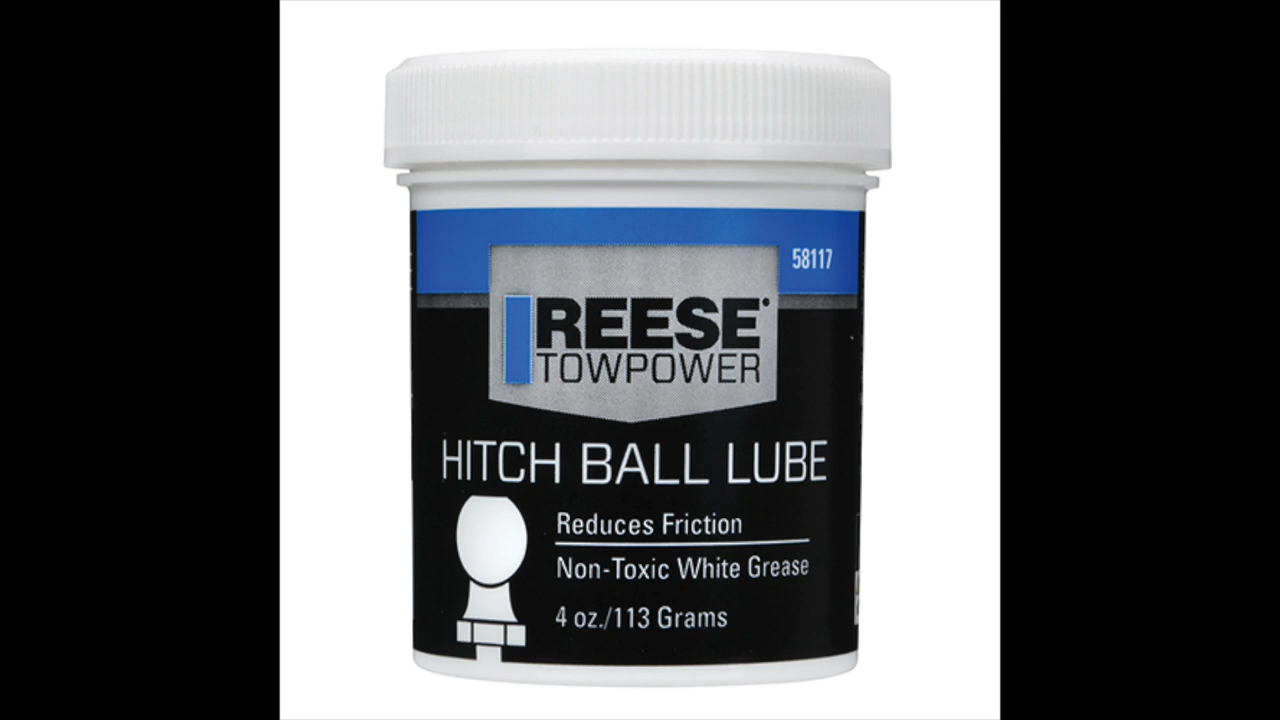 58117
REESE
TOWPOWER
HITCH BALL LUBE
Reduces Friction
Non-Toxic White Grease
4 oz./113 Grams